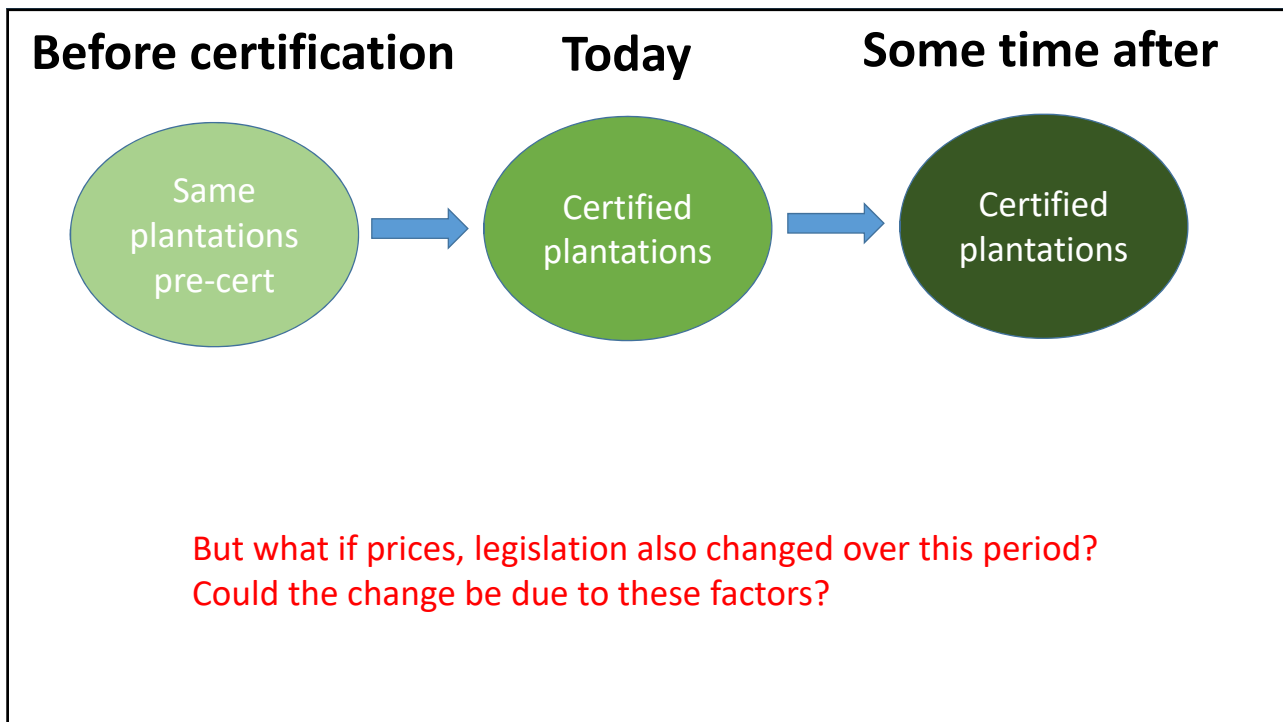 Before certification
Today
Some time after
Same
plantations
pre-cert
Certified
plantations
Certified
plantations
But what if prices, legislation also changed over this period?
Could the change be due to these factors?